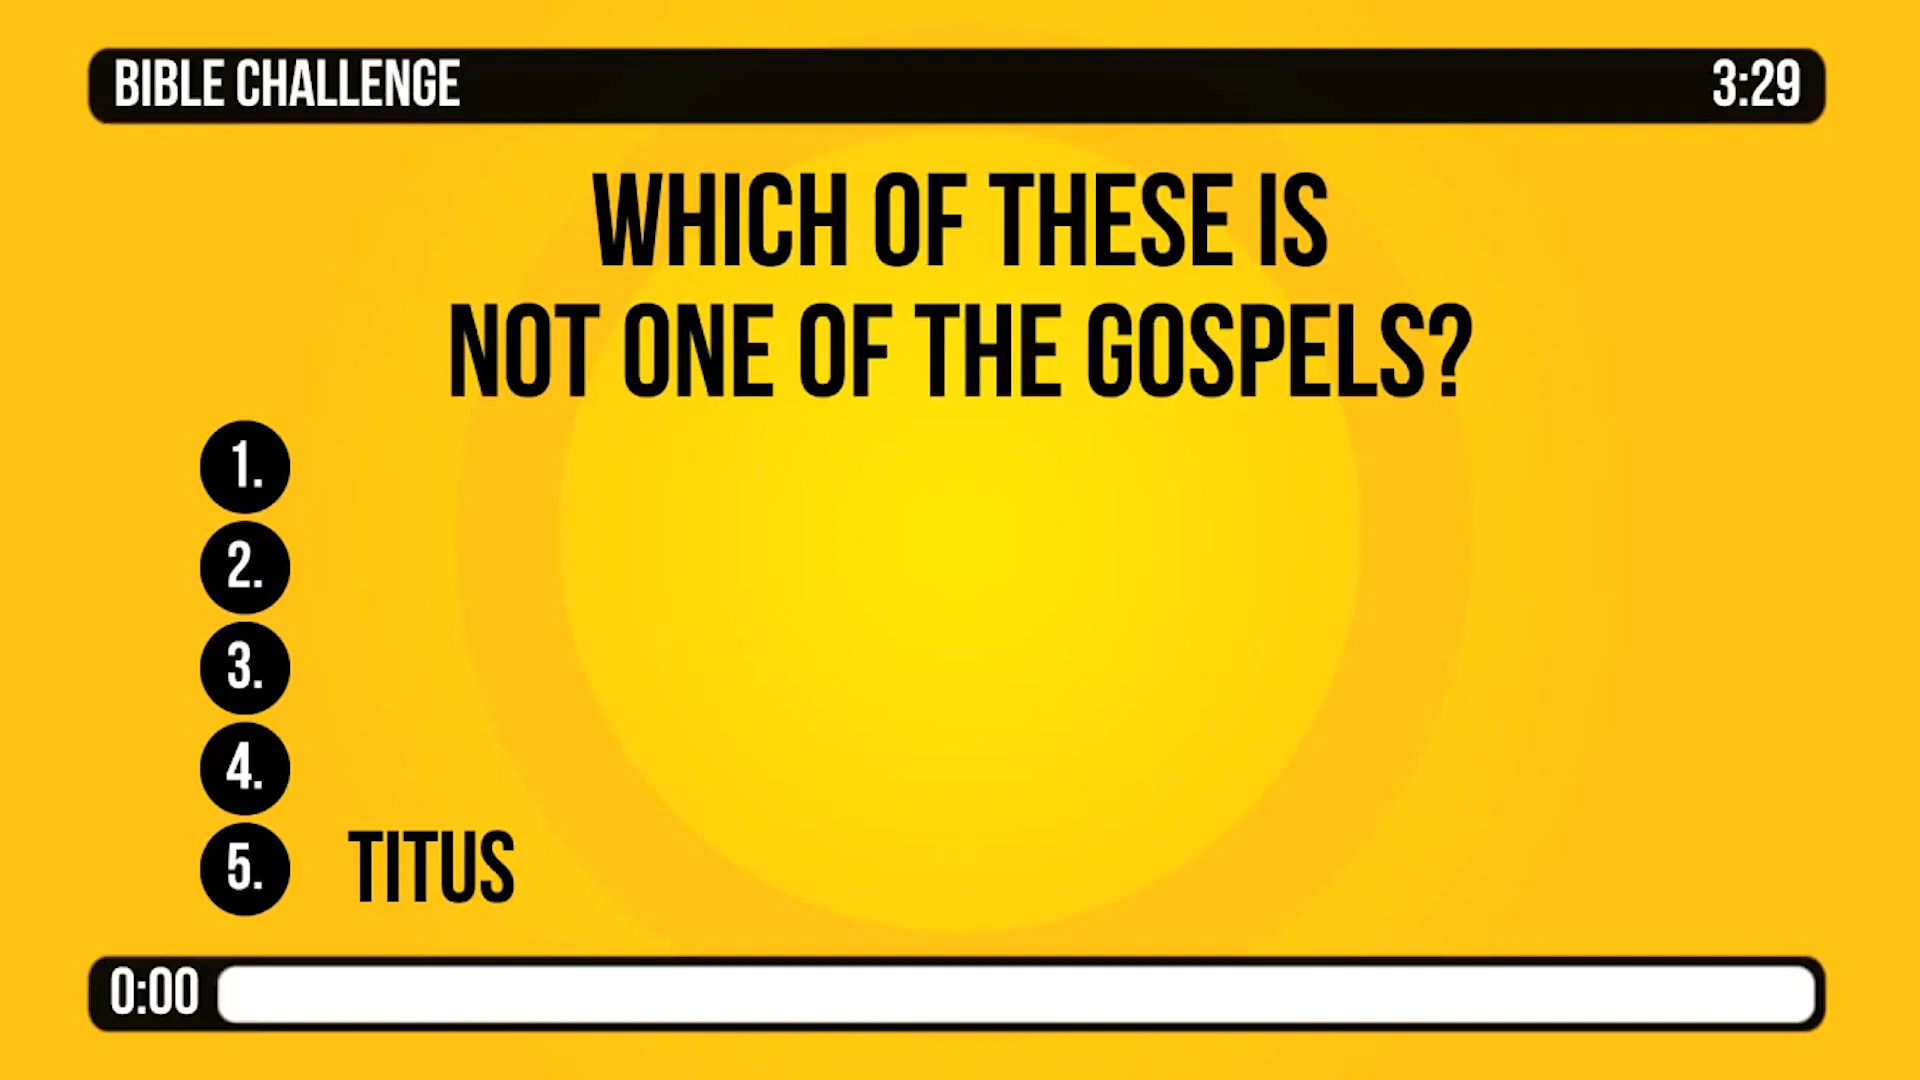 BIBLE CHALLENGE 3:29
WHICH OF THESE IS
NOT ONE OF THE GOSPELS?
1.
2.
3.
4.
5. TITUS
0:00